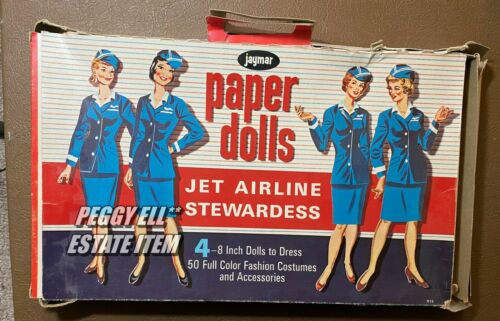 jaymar
paper
dolls
JET AIRLINE
STEWARDESS
PEGGY ELL**
ESTATE ITEM
4-8 Inch Dolls to Dress
50 Full Color Fashion Costumes
and Accessories